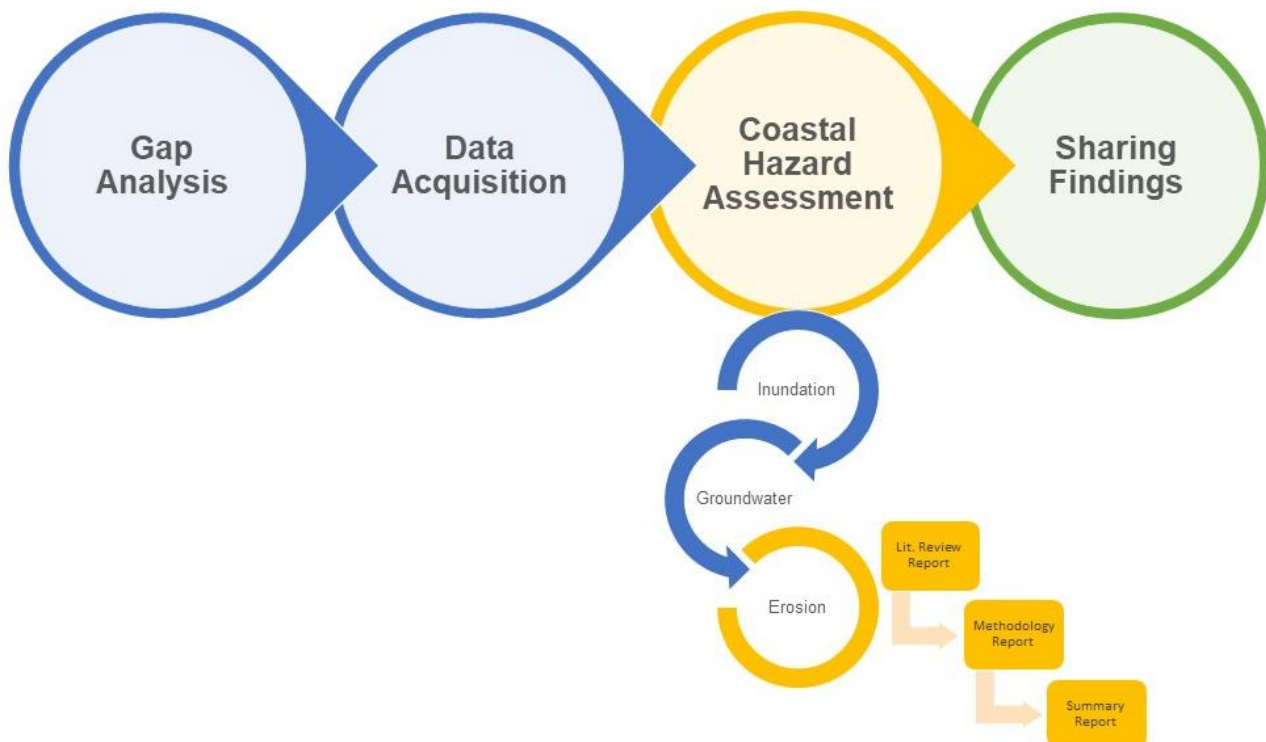 Gap
Analysis
Data
Acquisition
Coastal
Hazard
Assessment
Sharing
Findings
Inundation
Groundwater
Erosion
Lit. Review
Report
Methodology
Report
Summary
Report